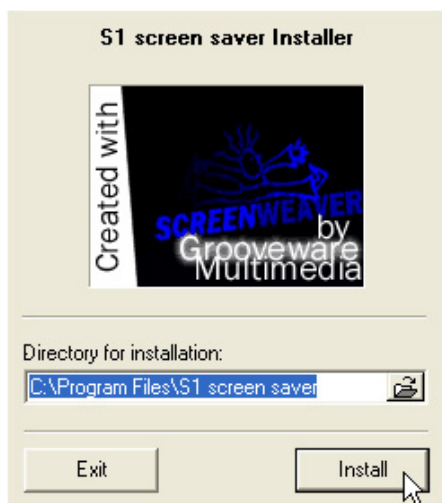 S1 screen saver Installer
Created with
SCREENWEAVER
by
Grooveware
Multimedia
Directory for installation:
C:\Program Files\S1 screen saver
Exit
Install